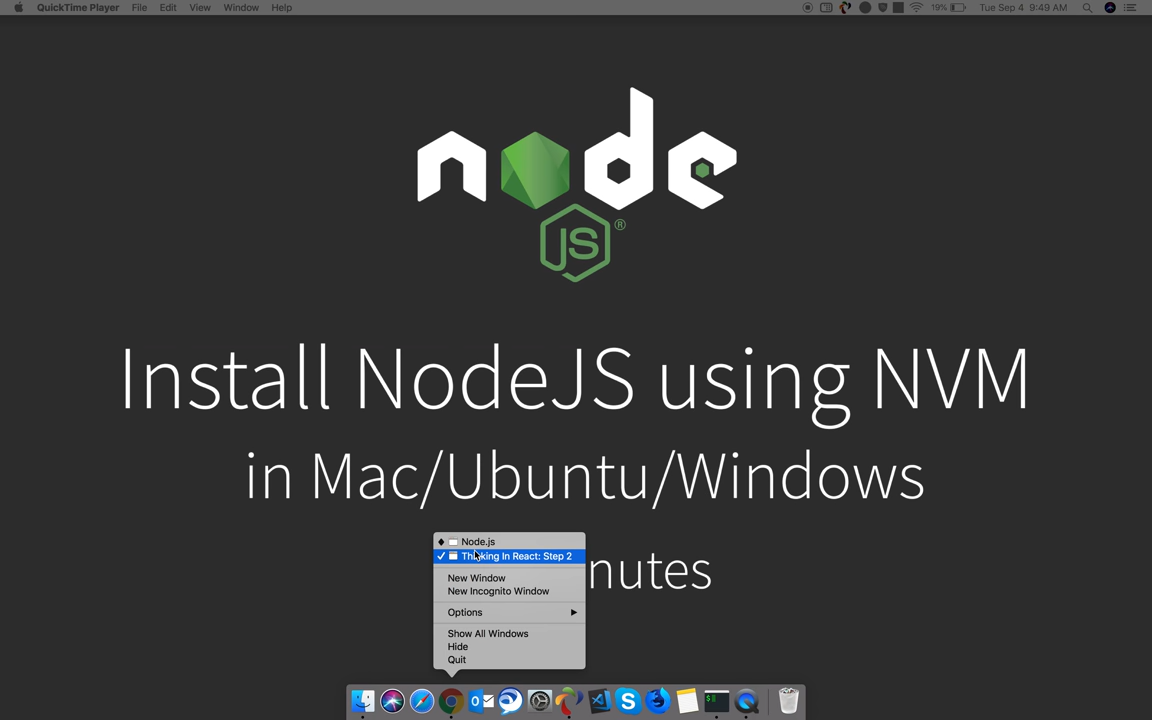 QuickTime Player File Edit View Window Help 19% Tue Sep 4 9:49 AM
node
JS ®
Install NodeJS using NVM
in Mac/Ubuntu/Windows
nutes
Node.js
Thinking In React: Step 2
New Window
New Incognito Window
Options
Show All Windows
Hide
Quit